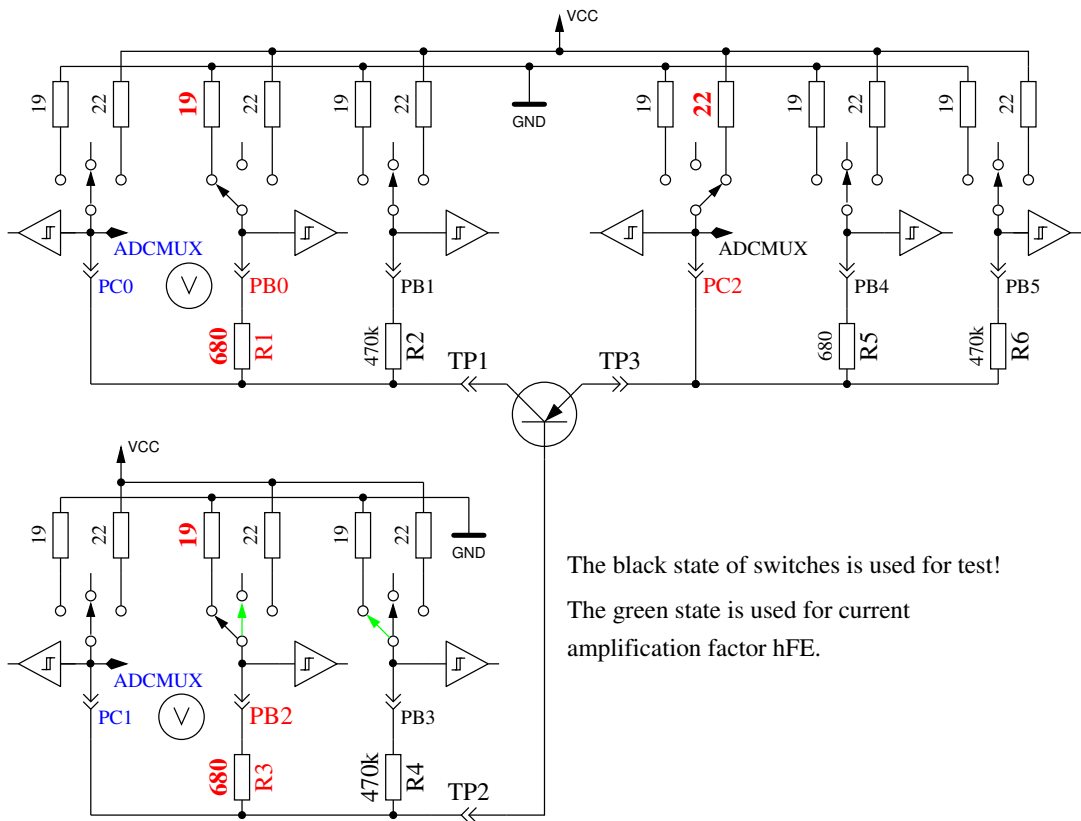 VCC
19
22
19
22
19
22
GND
19
22
19
22
19
22
ADCMUX
ADCMUX
PC0
V
PB0
PB1
PC2
PB4
PB5
680
R1
470k
R2
680
R5
470k
R6
TP1
TP3
VCC
19
22
19
22
19
22
GND
The black state of switches is used for test!
The green state is used for current
amplification factor hFE.
ADCMUX
PC1
V
PB2
PB3
680
R3
470k
R4
TP2